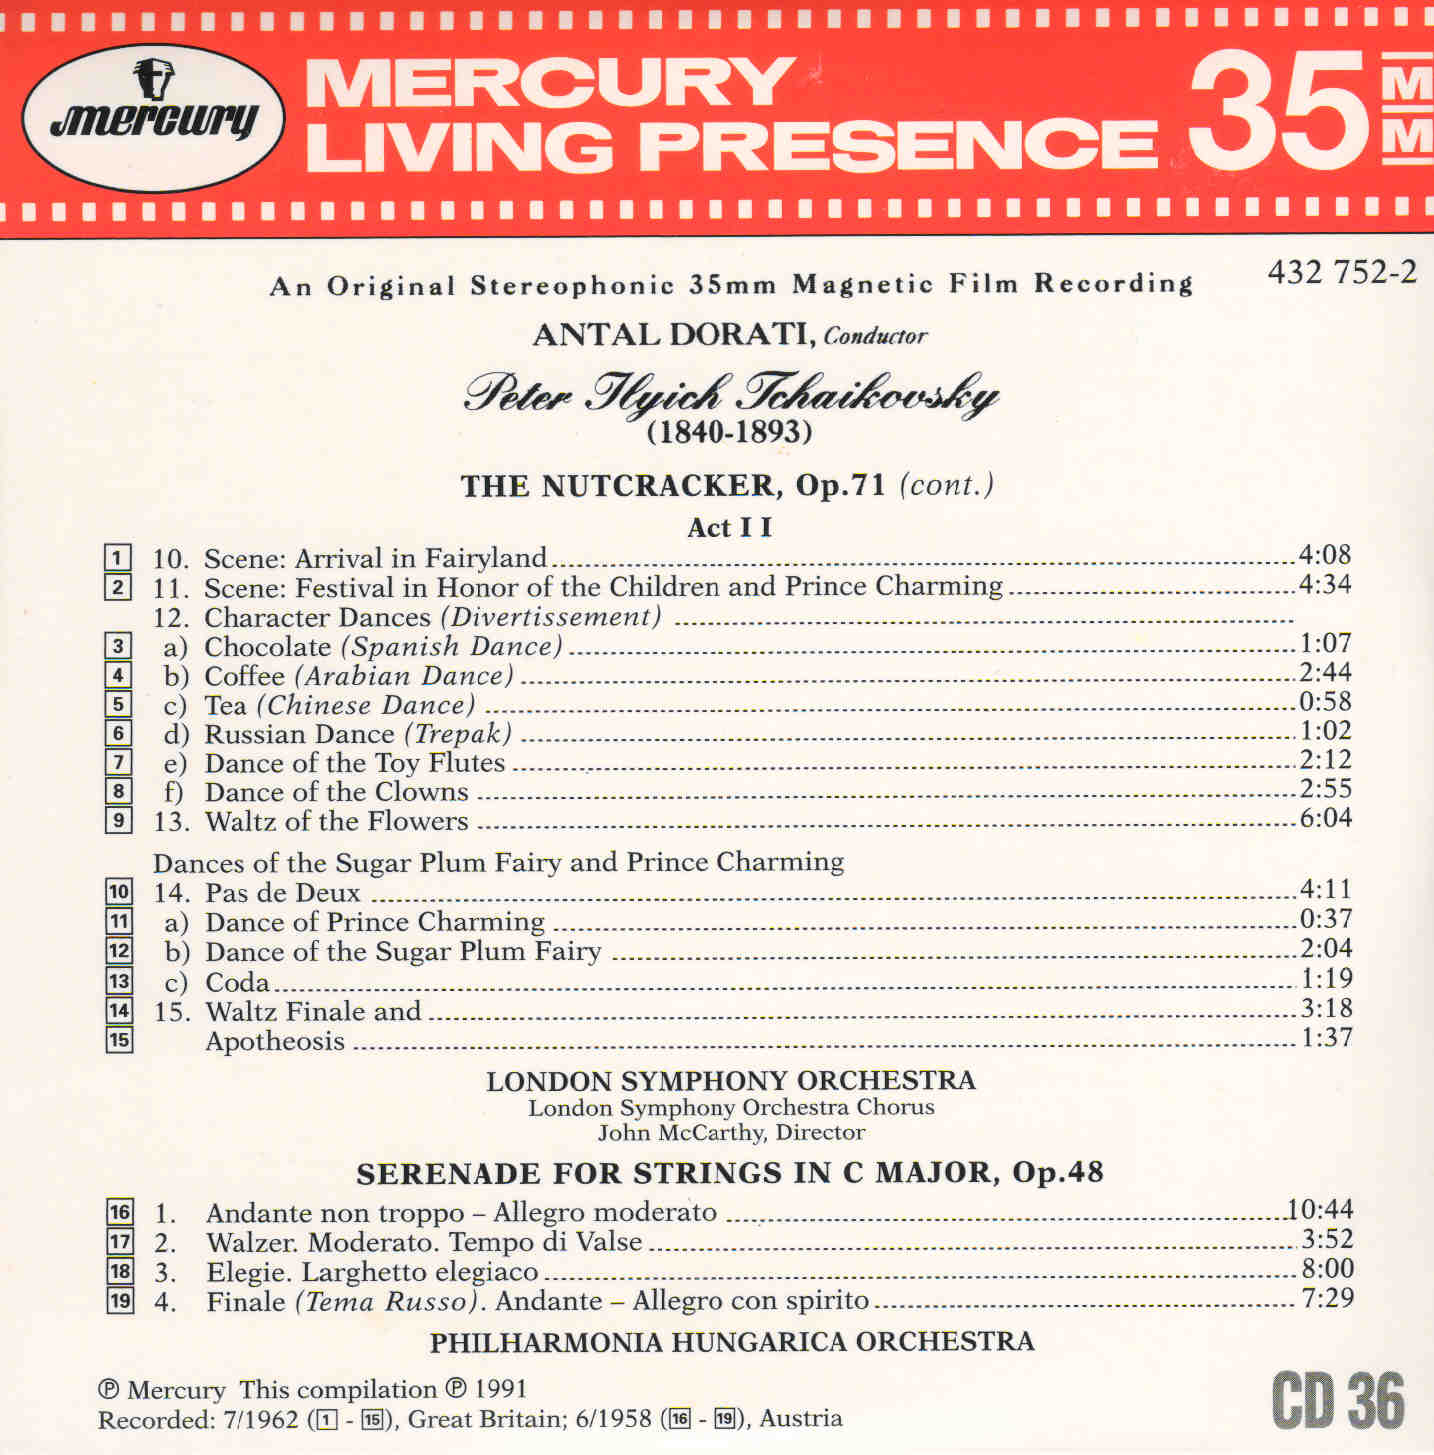 mercury
MERCURY
LIVING PRESENCE
35
MM
An Original Stereophonic 35mm Magnetic Film Recording
432 752-2
ANTAL DORATI, Conductor
Peter Ilyich Tchaikovsky
(1840-1893)
THE NUTCRACKER, Op.71 (cont.)
Act II
1 10. Scene: Arrival in Fairyland 4:08
2 11. Scene: Festival in Honor of the Children and Prince Charming 4:34
12. Character Dances (Divertissement)
3 a) Chocolate (Spanish Dance) 1:07
4 b) Coffee (Arabian Dance) 2:44
5 c) Tea (Chinese Dance) 0:58
6 d) Russian Dance (Trepak) 1:02
7 e) Dance of the Toy Flutes 2:12
8 f) Dance of the Clowns 2:55
9 13. Waltz of the Flowers 6:04
Dances of the Sugar Plum Fairy and Prince Charming
10 14. Pas de Deux 4:11
11 a) Dance of Prince Charming 0:37
12 b) Dance of the Sugar Plum Fairy 2:04
13 c) Coda 1:19
14 15. Waltz Finale and 3:18
15 Apotheosis 1:37
LONDON SYMPHONY ORCHESTRA
London Symphony Orchestra Chorus
John McCarthy, Director
SERENADE FOR STRINGS IN C MAJOR, Op.48
16 1. Andante non troppo – Allegro moderato 10:44
17 2. Walzer. Moderato. Tempo di Valse 3:52
18 3. Elegie. Larghetto elegiaco 8:00
19 4. Finale (Tema Russo). Andante – Allegro con spirito 7:29
PHILHARMONIA HUNGARICA ORCHESTRA
℗ Mercury This compilation ℗ 1991
Recorded: 7/1962 (1 - 15), Great Britain; 6/1958 (16 - 19), Austria
CD 36